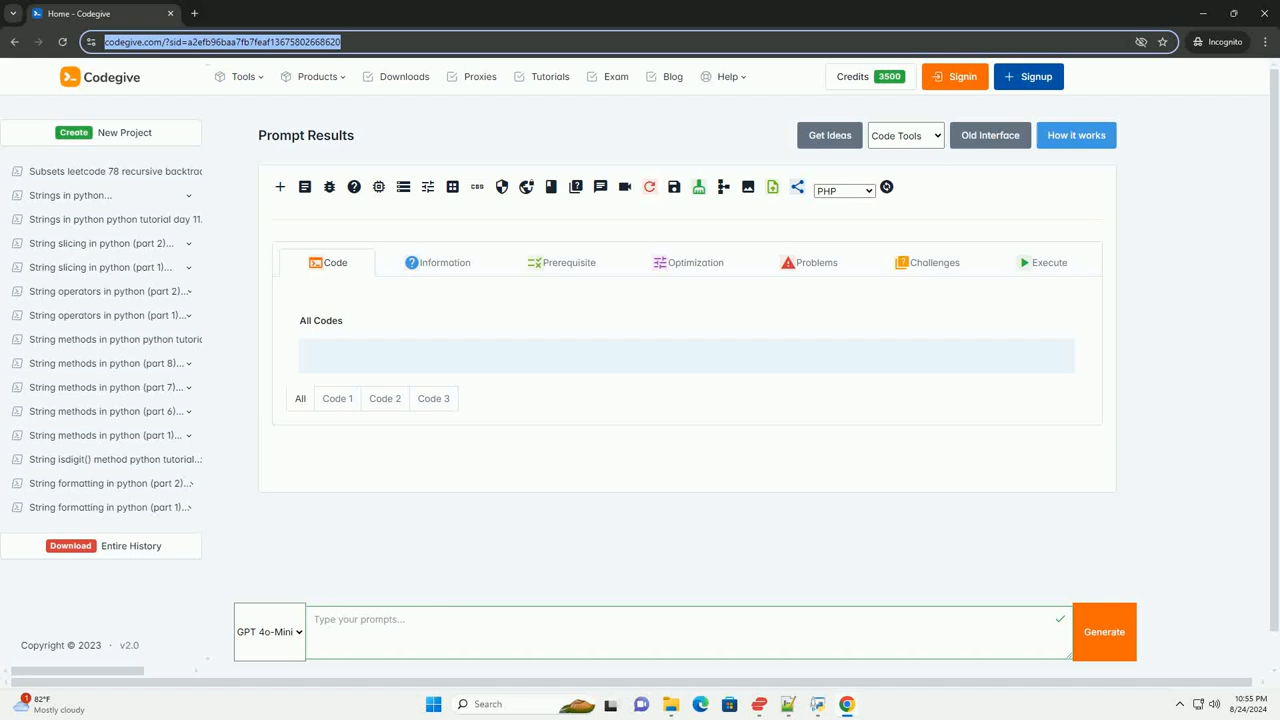 Home - Codegive
codegive.com/?sid=a2efb96baa7fb7feaf13675802668620
Incognito
Codegive
Tools
Products
Downloads
Proxies
Tutorials
Exam
Blog
Help
Credits 3500
Signin
Signup
Create New Project
Subsets leetcode 78 recursive backtrac
Strings in python...
Strings in python python tutorial day 11.
String slicing in python (part 2)...
String slicing in python (part 1)...
String operators in python (part 2)...
String operators in python (part 1)...
String methods in python python tutoria
String methods in python (part 8)...
String methods in python (part 7)...
String methods in python (part 6)...
String methods in python (part 1)...
String isdigit() method python tutorial...
String formatting in python (part 2)...
String formatting in python (part 1)...
Download Entire History
Copyright © 2023 · v2.0
Prompt Results
Get Ideas
Code Tools
Old Interface
How it works
CSS
PHP
Code
Information
Prerequisite
Optimization
Problems
Challenges
Execute
All Codes
All
Code 1
Code 2
Code 3
GPT 4o-Mini
Type your prompts...
Generate
1
82°F
Mostly cloudy
Search
10:55 PM
8/24/2024